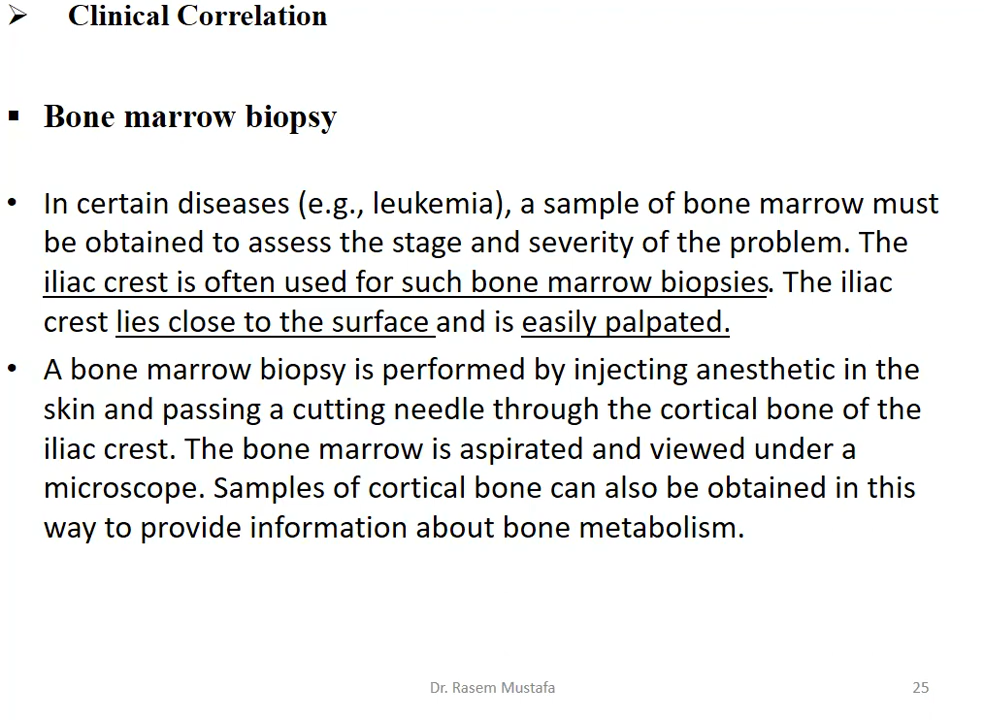 ➢ Clinical Correlation
▪ Bone marrow biopsy
• In certain diseases (e.g., leukemia), a sample of bone marrow must
be obtained to assess the stage and severity of the problem. The
iliac crest is often used for such bone marrow biopsies. The iliac
crest lies close to the surface and is easily palpated.
• A bone marrow biopsy is performed by injecting anesthetic in the
skin and passing a cutting needle through the cortical bone of the
iliac crest. The bone marrow is aspirated and viewed under a
microscope. Samples of cortical bone can also be obtained in this
way to provide information about bone metabolism.
Dr. Rasem Mustafa
25